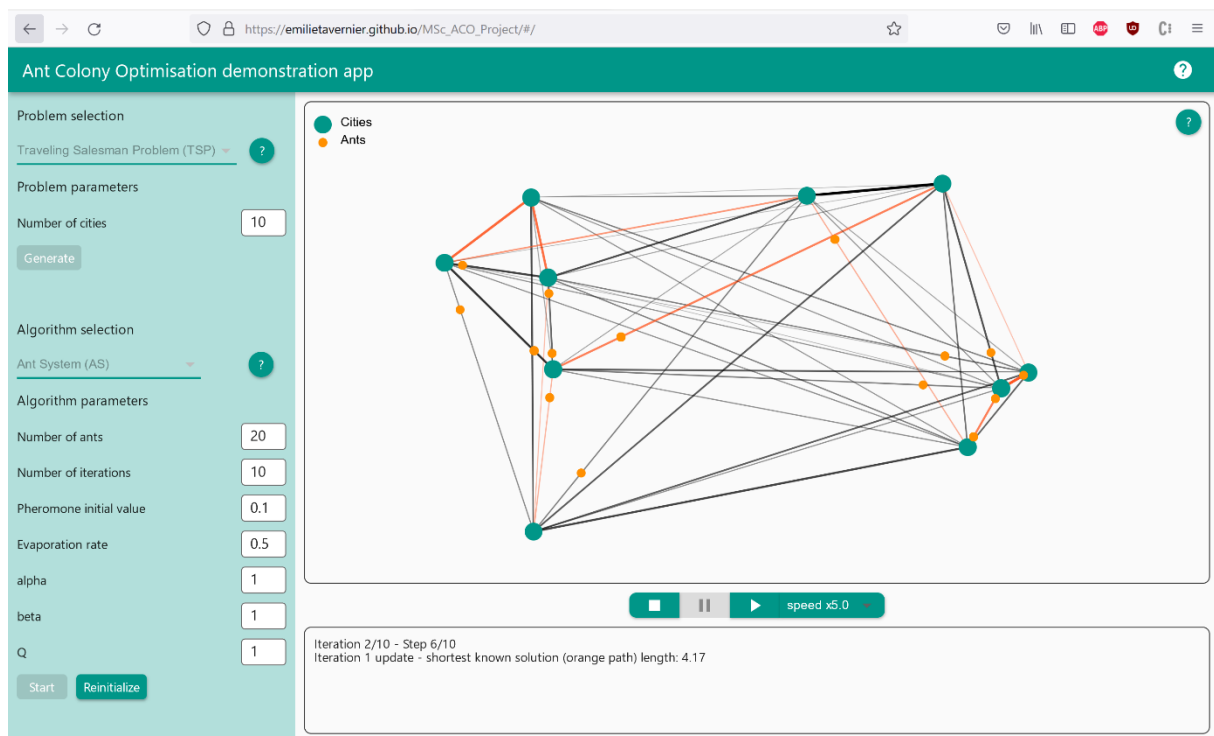 https://emilietavernier.github.io/MSc_ACO_Project/#/
ABP
Ant Colony Optimisation demonstration app
?
Problem selection
Traveling Salesman Problem (TSP)
?
Problem parameters
Number of cities
10
Generate
Algorithm selection
Ant System (AS)
?
Algorithm parameters
Number of ants
20
Number of iterations
10
Pheromone initial value
0.1
Evaporation rate
0.5
alpha
1
beta
1
Q
1
Start
Reinitialize
Cities
Ants
?
speed x5.0
Iteration 2/10 - Step 6/10
Iteration 1 update - shortest known solution (orange path) length: 4.17